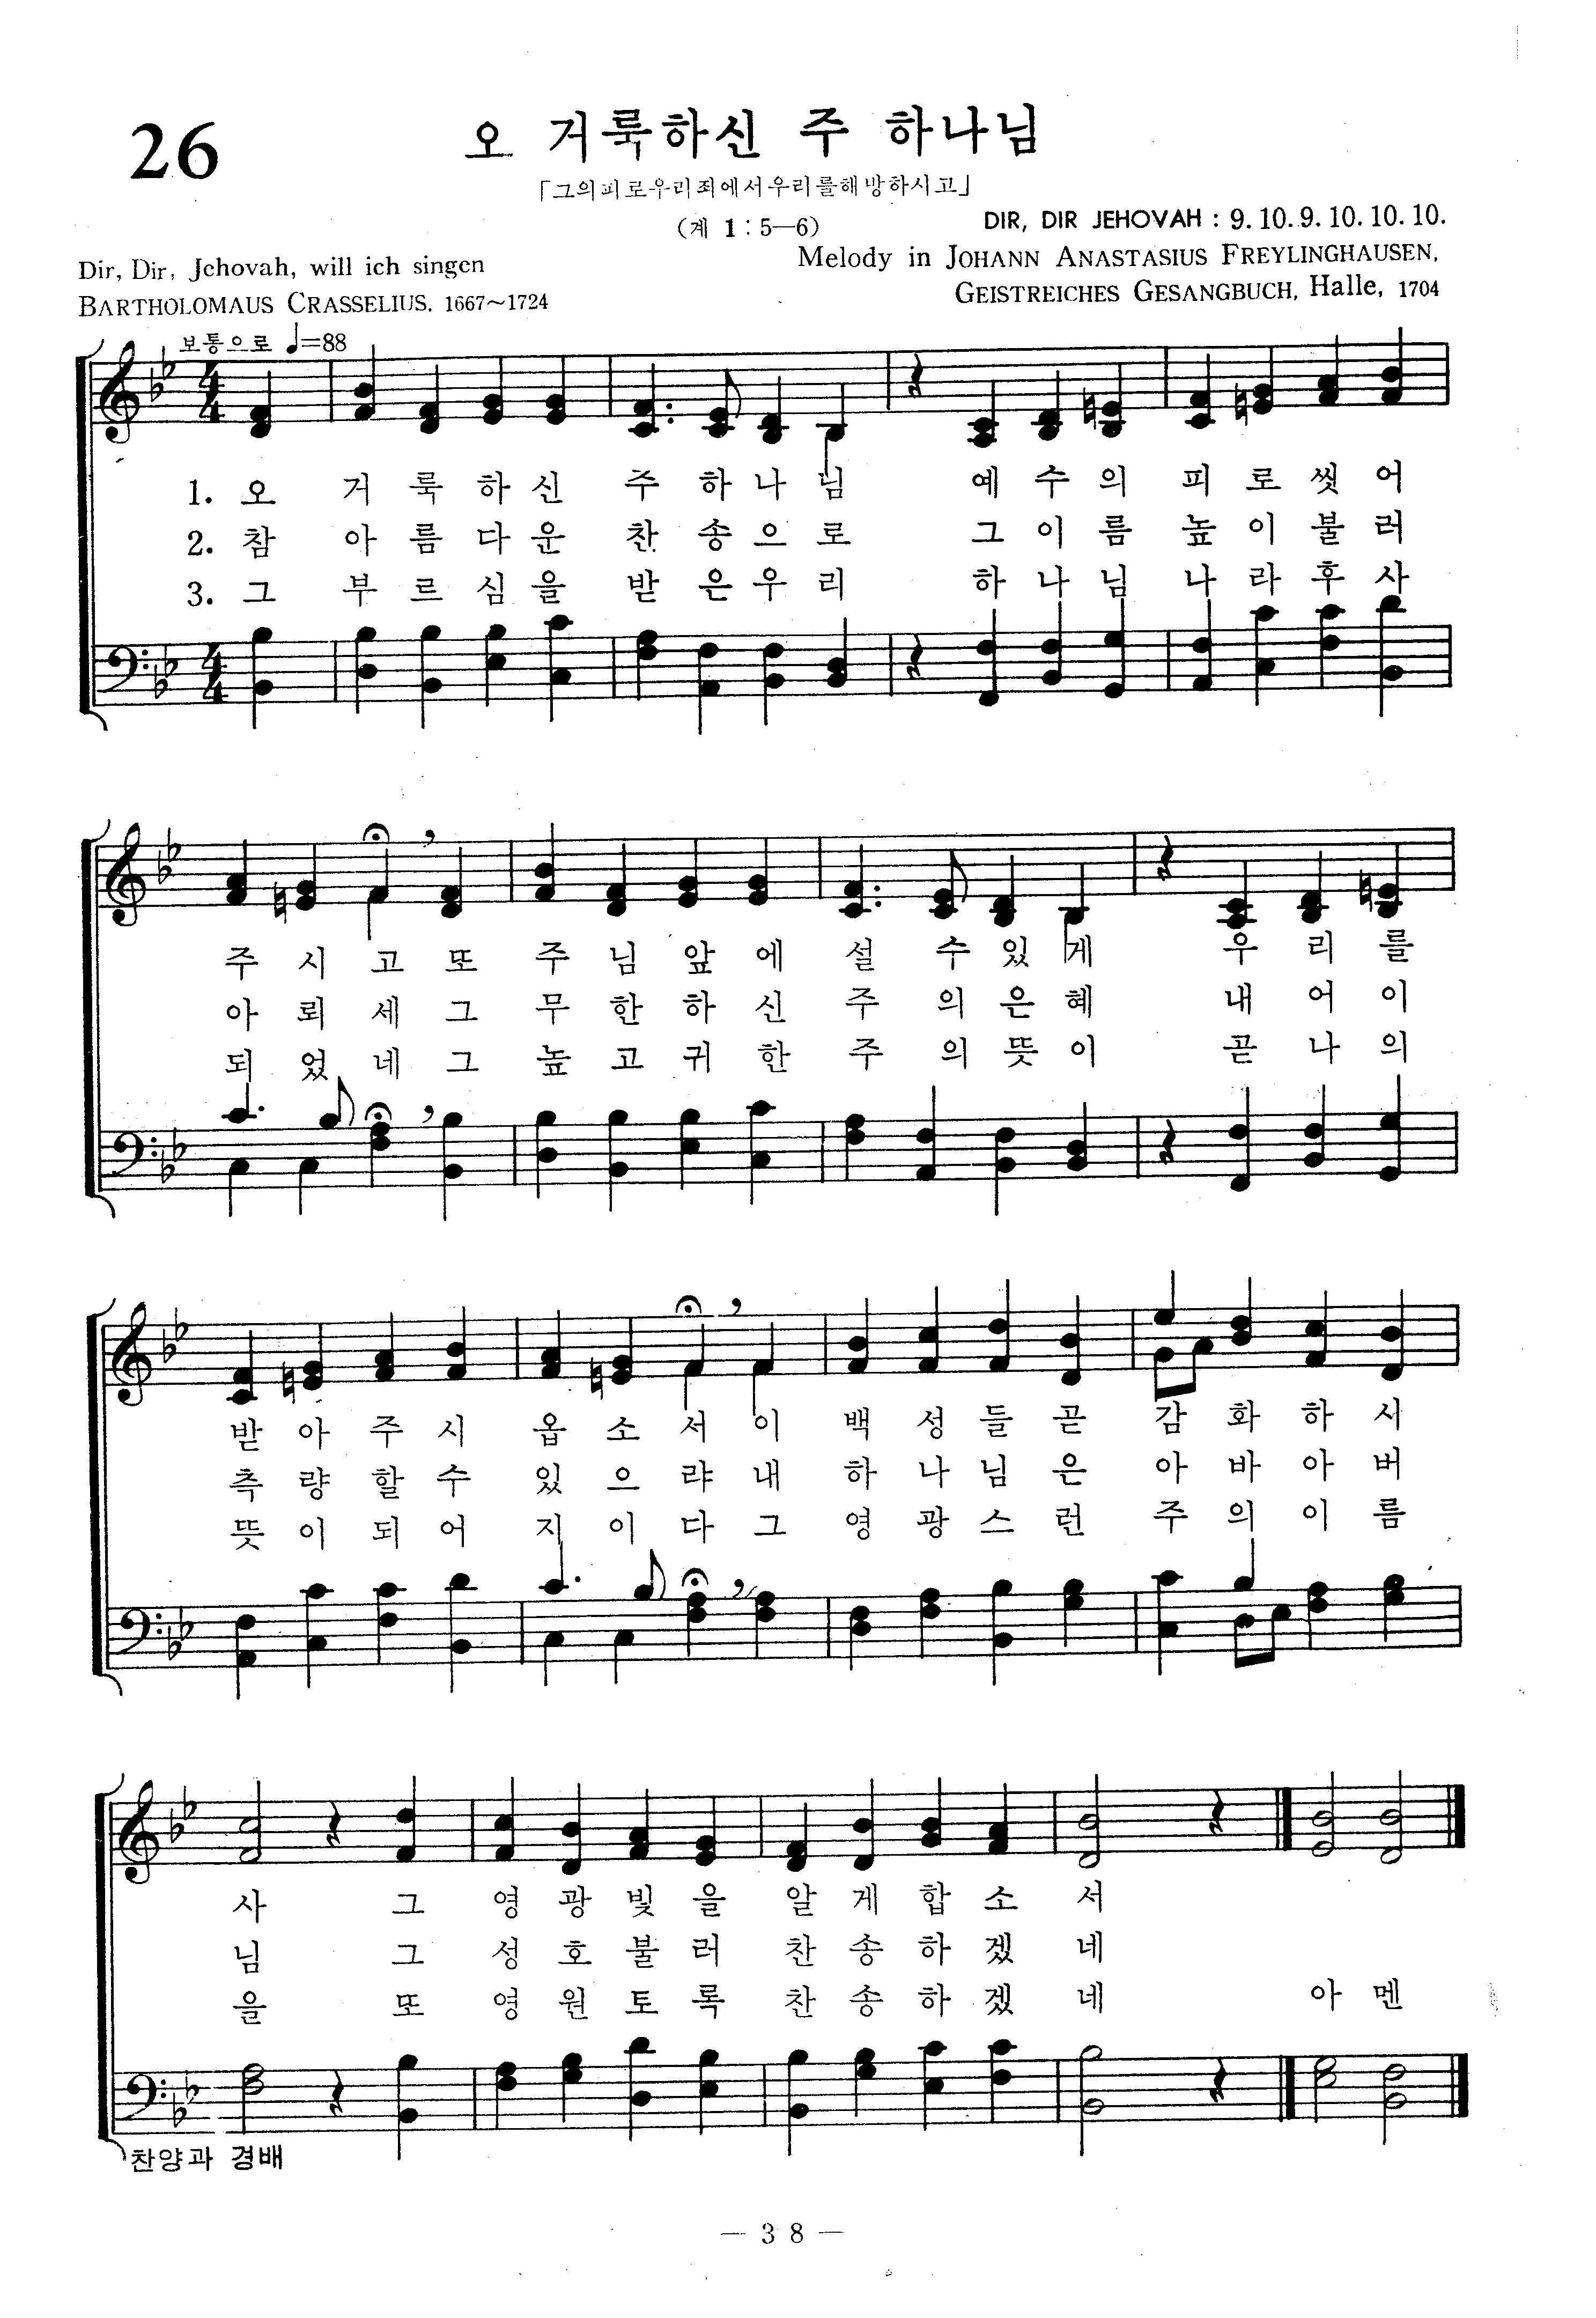 26
오 거룩하신 주 하나님
「그의피로우리죄에서우리를해방하시고」
(계 1 : 5—6)
DIR, DIR JEHOVAH : 9. 10. 9. 10. 10. 10.
Dir, Dir, Jehovah, will ich singen
Melody in JOHANN ANASTASIUS FREYLINGHAUSEN,
BARTHOLOMAUS CRASSELIUS, 1667~1724
GEISTREICHES GESANGBUCH, Halle, 1704
보통으로 ♩=88
1. 오 거 룩 하 신 주 하 나 님 예 수 의 피 로 씻 어
2. 참 아 름 다 운 찬 송 으 로 그 이 름 높 이 불 러
3. 그 부 르 심 을 받 은 우 리 하 나 님 나 라 후 사
주 시 고 또 주 님 앞 에 설 수 있 게 우 리 를
아 뢰 세 그 무 한 하 신 주 의 은 혜 내 어 이
되 었 네 그 높 고 귀 한 주 의 뜻 이 곧 나 의
받 아 주 시 옵 소 서 이 백 성 들 곧 감 화 하 시
측 량 할 수 있 으 랴 내 하 나 님 은 아 바 아 버
뜻 이 되 어 지 이 다 그 영 광 스 런 주 의 이 름
사 그 영 광 빛 을 알 게 합 소 서
님 그 성 호 불 러 찬 송 하 겠 네
을 또 영 원 토 록 찬 송 하 겠 네 아 멘
찬양과 경배
— 3 8 —